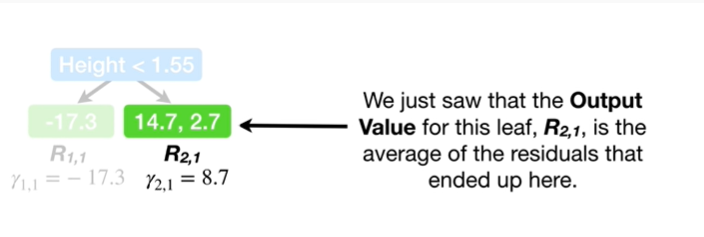 Height < 1.55
-17.3 14.7, 2.7
R1,1 R2,1
γ1,1 = − 17.3 γ2,1 = 8.7
We just saw that the Output
Value for this leaf, R2,1, is the
average of the residuals that
ended up here.